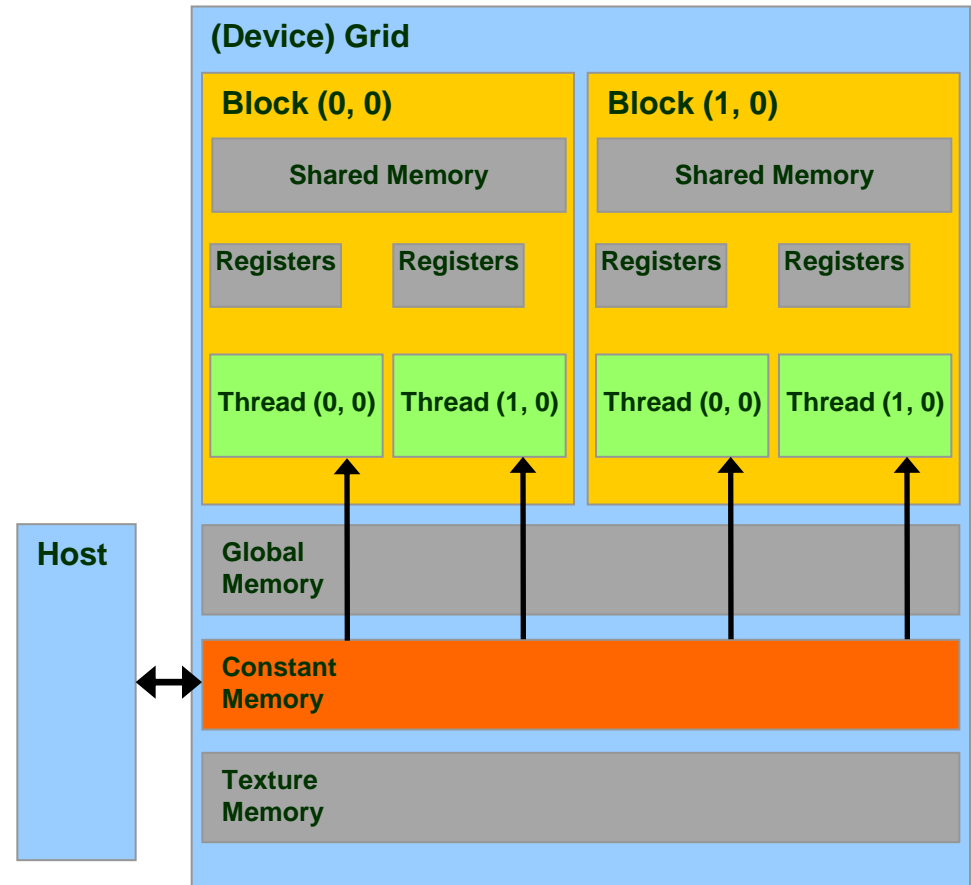 (Device) Grid
Block (0, 0)
Block (1, 0)
Shared Memory
Shared Memory
Registers
Registers
Registers
Registers
Thread (0, 0)
Thread (1, 0)
Thread (0, 0)
Thread (1, 0)
Host
Global
Memory
Constant
Memory
Texture
Memory